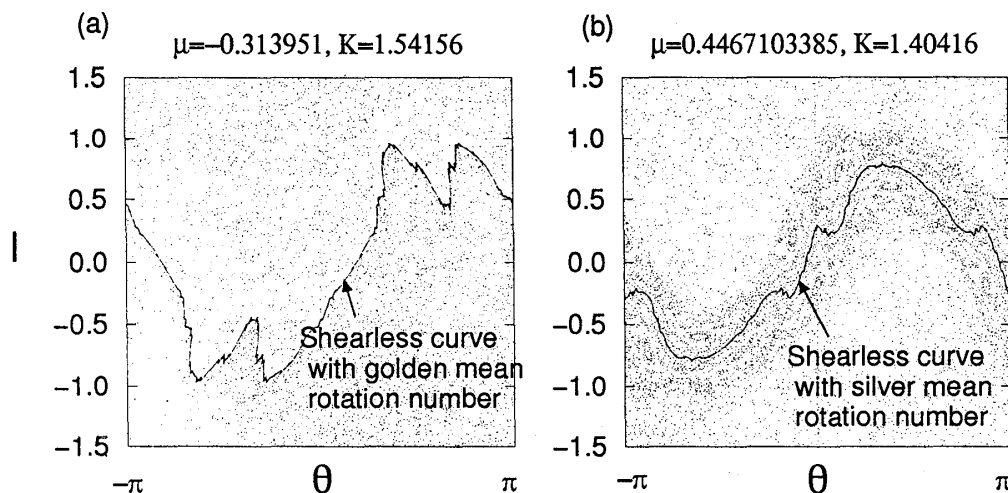 (a)
μ=−0.313951, K=1.54156
1.5
1.0
0.5
0.0
−0.5
−1.0
−1.5
I
−π
θ
π
Shearless curve
with golden mean
rotation number
(b)
μ=0.4467103385, K=1.40416
1.5
1.0
0.5
0.0
−0.5
−1.0
−1.5
−π
θ
π
Shearless curve
with silver mean
rotation number